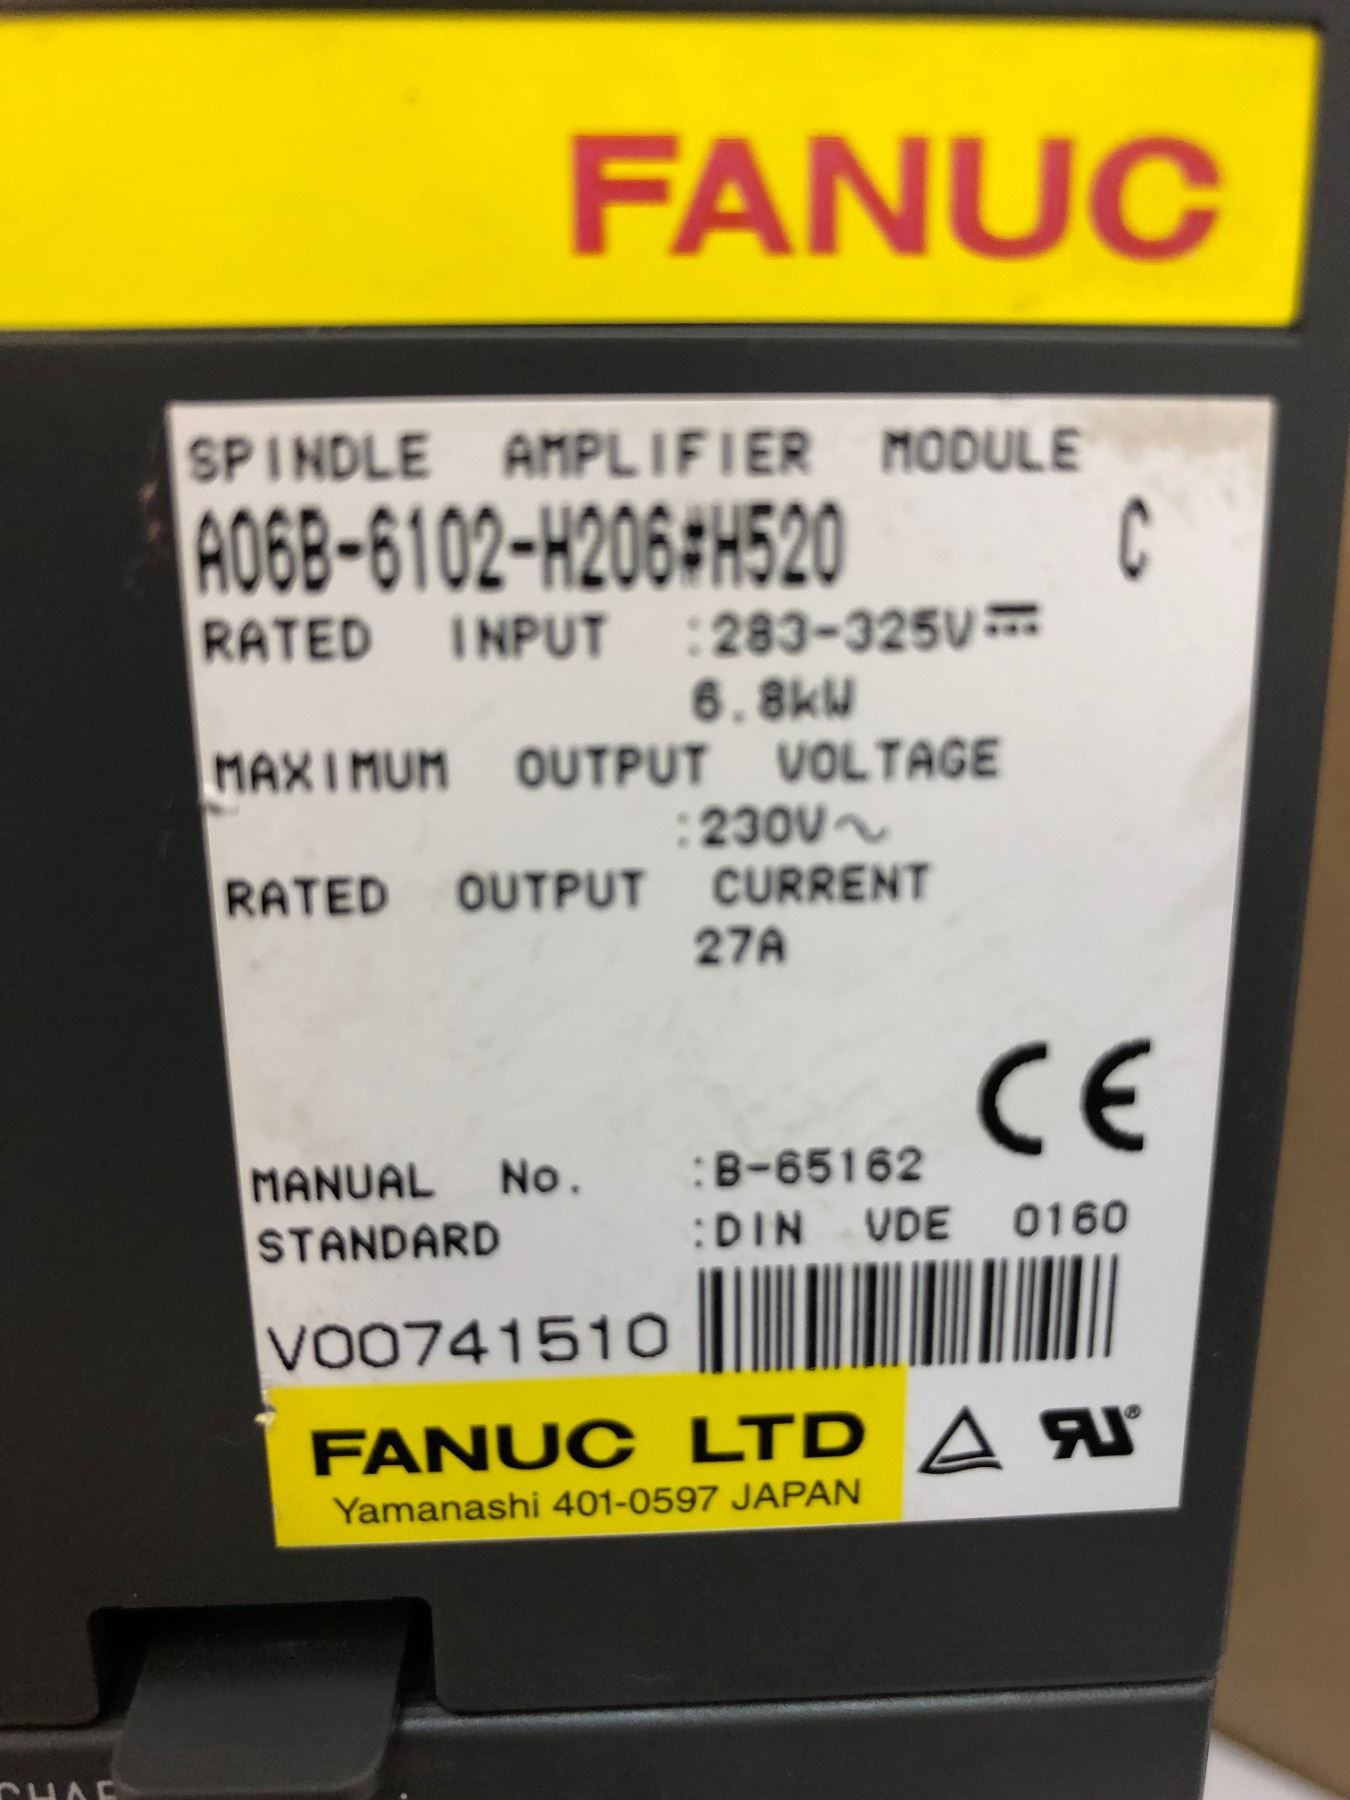 FANUC
SPINDLE AMPLIFIER MODULE
A06B-6102-H206#H520 C
RATED INPUT :283-325V⎓
6.8kW
MAXIMUM OUTPUT VOLTAGE
:230V~
RATED OUTPUT CURRENT
27A
CE
MANUAL No. :B-65162
STANDARD :DIN VDE 0160
V00741510
FANUC LTD
Yamanashi 401-0597 JAPAN
RU®